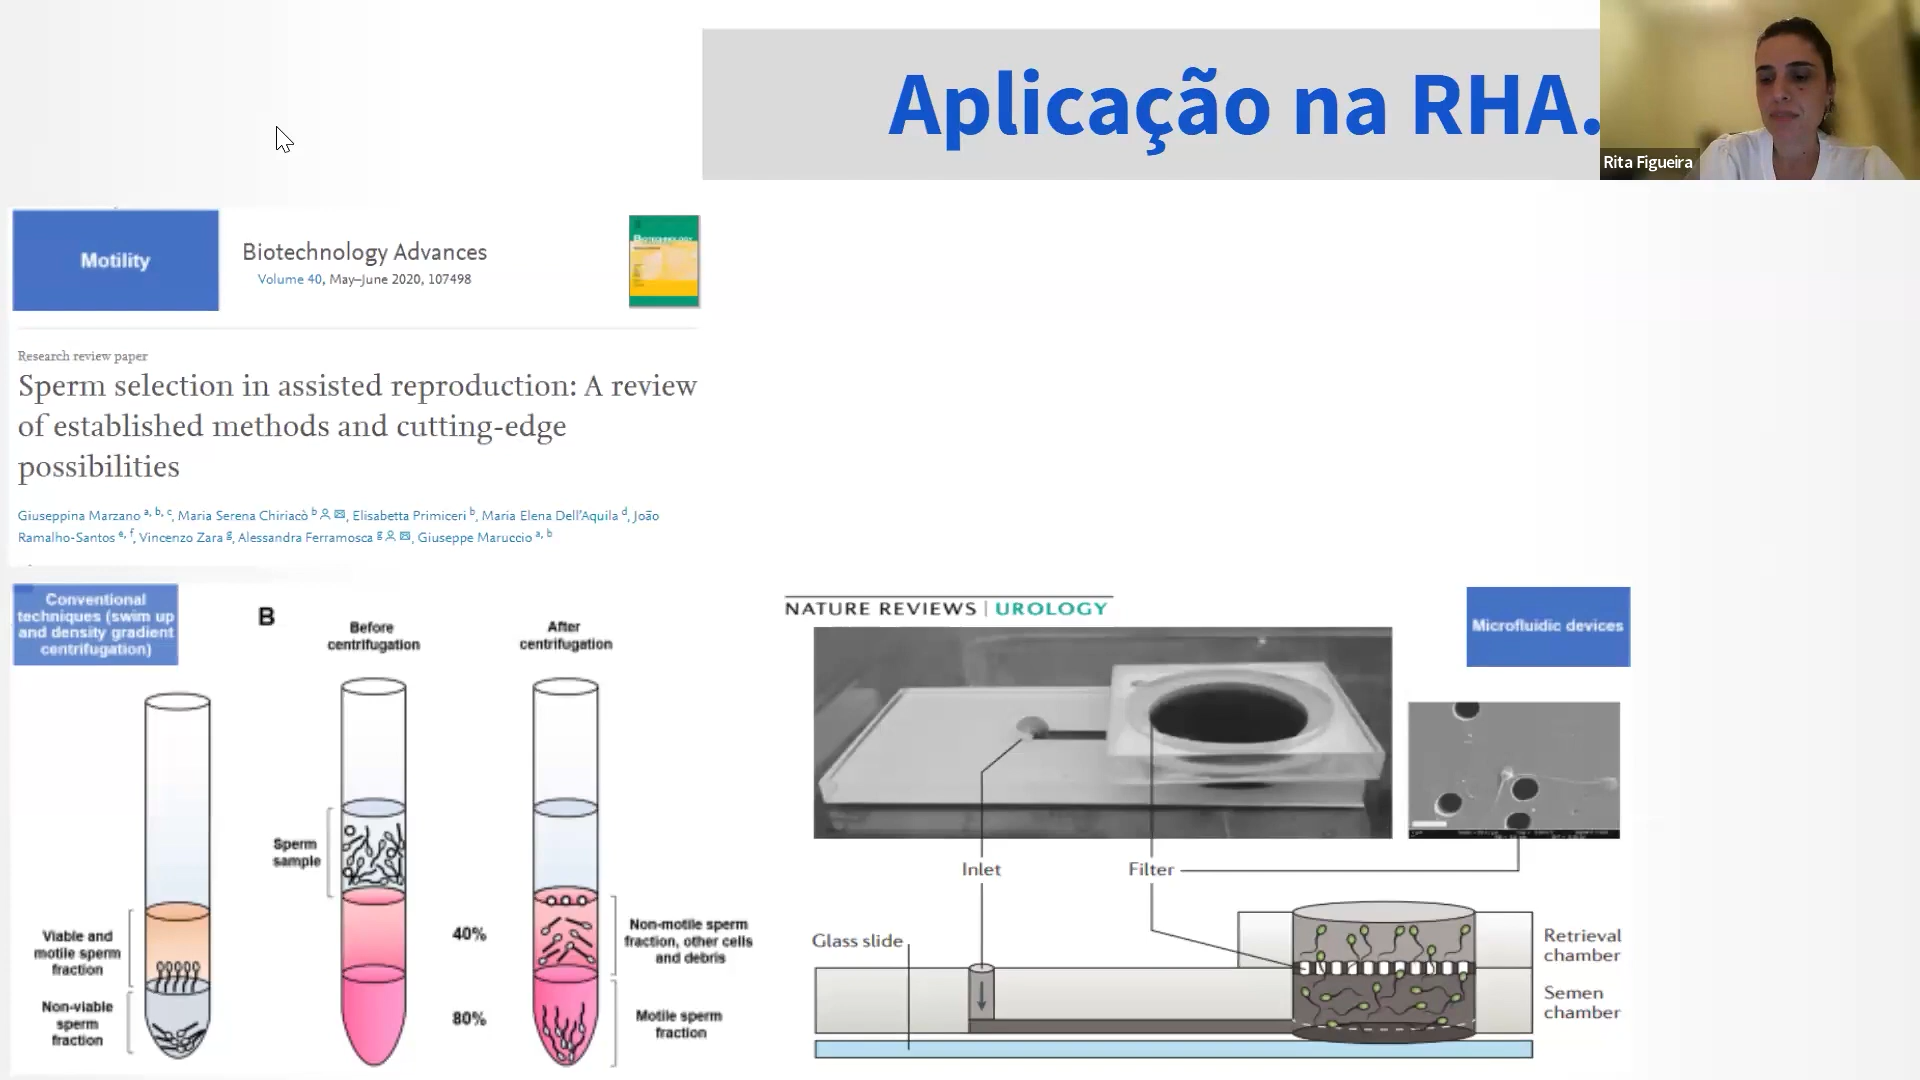 Aplicação na RHA.
Rita Figueira
Motility
Biotechnology Advances
Volume 40, May–June 2020, 107498
Research review paper
Sperm selection in assisted reproduction: A review
of established methods and cutting-edge
possibilities
Giuseppina Marzano a, b, c, Maria Serena Chiriacò b, Elisabetta Primiceri b, Maria Elena Dell'Aquila d, João
Ramalho-Santos e, f, Vincenzo Zara g, Alessandra Ferramosca g, Giuseppe Maruccio a, b
Conventional
techniques (swim up
and density gradient
centrifugation)
B
Before
centrifugation
After
centrifugation
Sperm
sample
Viable and
motile sperm
fraction
Non-viable
sperm
fraction
40%
80%
Non-motile sperm
fraction, other cells
and debris
Motile sperm
fraction
NATURE REVIEWS | UROLOGY
Microfluidic devices
Inlet
Filter
Glass slide
Retrieval
chamber
Semen
chamber